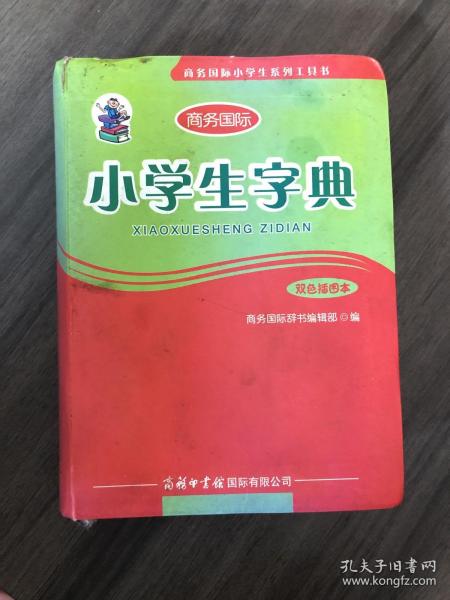 商务国际小学生系列工具书
商务国际
小学生字典
XIAOXUESHENG ZIDIAN
双色插图本
商务国际辞书编辑部◎编
商务印书馆国际有限公司
孔夫子旧书网
www.kongfz.com